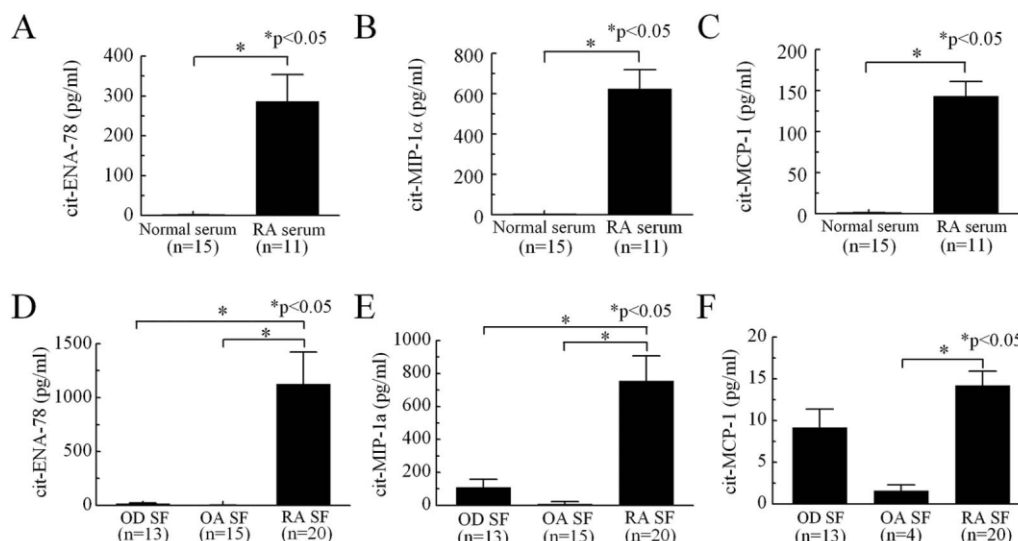 A
*p<0.05
*
cit-ENA-78 (pg/ml)
400
300
200
100
0
Normal serum
(n=15)
RA serum
(n=11)
B
*p<0.05
*
cit-MIP-1α (pg/ml)
800
600
400
200
0
Normal serum
(n=15)
RA serum
(n=11)
C
*p<0.05
*
cit-MCP-1 (pg/ml)
200
150
100
50
0
Normal serum
(n=15)
RA serum
(n=11)
D
*p<0.05
*
*
cit-ENA-78 (pg/ml)
1500
1000
500
0
OD SF
(n=13)
OA SF
(n=15)
RA SF
(n=20)
E
*p<0.05
*
*
cit-MIP-1a (pg/ml)
1000
800
600
400
200
0
OD SF
(n=13)
OA SF
(n=15)
RA SF
(n=20)
F
*p<0.05
*
cit-MCP-1 (pg/ml)
20
15
10
5
0
OD SF
(n=13)
OA SF
(n=4)
RA SF
(n=20)